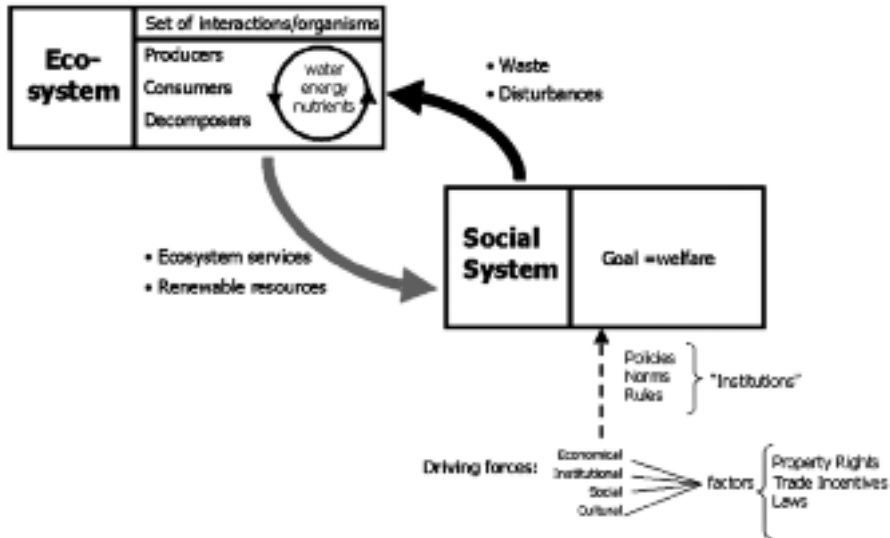 Eco-
system
Set of interactions/organisms
Producers
Consumers
Decomposers
water
energy
nutrients
• Waste
• Disturbances
• Ecosystem services
• Renewable resources
Social
System
Goal =welfare
Policies
Norms
Rules
"Institutions"
Driving forces:
Economical
Institutional
Social
Cultural
factors
Property Rights
Trade Incentives
Laws